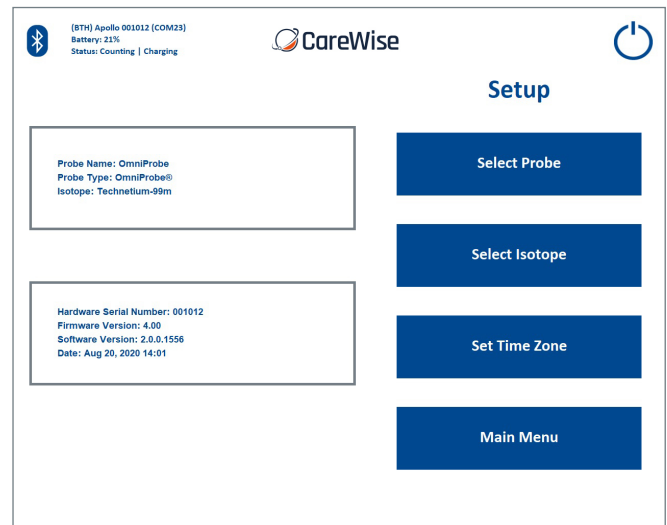 (BTH) Apollo 001012 (COM23)
Battery: 21%
Status: Counting | Charging
CareWise
Setup
Probe Name: OmniProbe
Probe Type: OmniProbe®
Isotope: Technetium-99m
Select Probe
Select Isotope
Hardware Serial Number: 001012
Firmware Version: 4.00
Software Version: 2.0.0.1556
Date: Aug 20, 2020 14:01
Set Time Zone
Main Menu